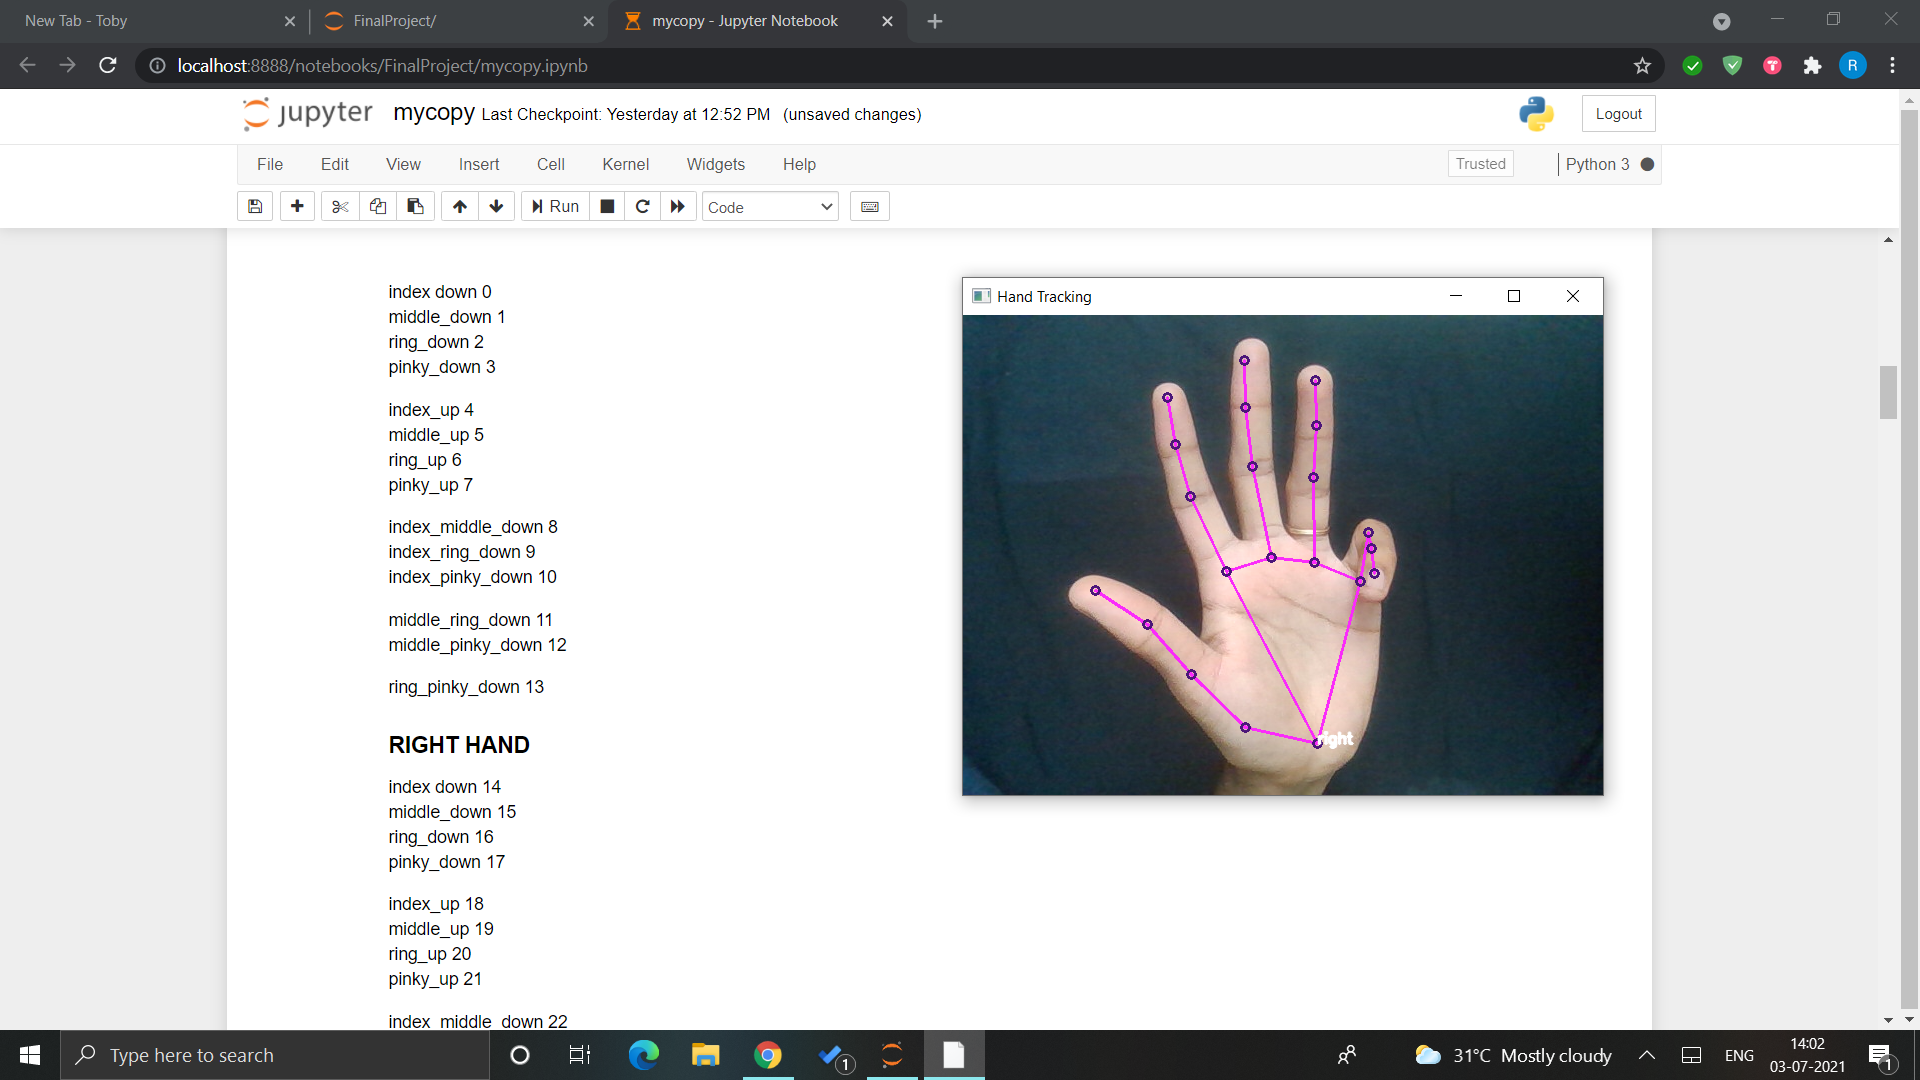 New Tab - Toby
FinalProject/
mycopy - Jupyter Notebook
localhost:8888/notebooks/FinalProject/mycopy.ipynb
R
jupyter mycopy Last Checkpoint: Yesterday at 12:52 PM (unsaved changes)
Logout
File Edit View Insert Cell Kernel Widgets Help
Trusted
Python 3
Run
Code
index down 0
middle_down 1
ring_down 2
pinky_down 3
index_up 4
middle_up 5
ring_up 6
pinky_up 7
index_middle_down 8
index_ring_down 9
index_pinky_down 10
middle_ring_down 11
middle_pinky_down 12
ring_pinky_down 13
RIGHT HAND
index down 14
middle_down 15
ring_down 16
pinky_down 17
index_up 18
middle_up 19
ring_up 20
pinky_up 21
index_middle_down 22
Hand Tracking
right
Type here to search
1
31°C Mostly cloudy
ENG
14:02
03-07-2021
1